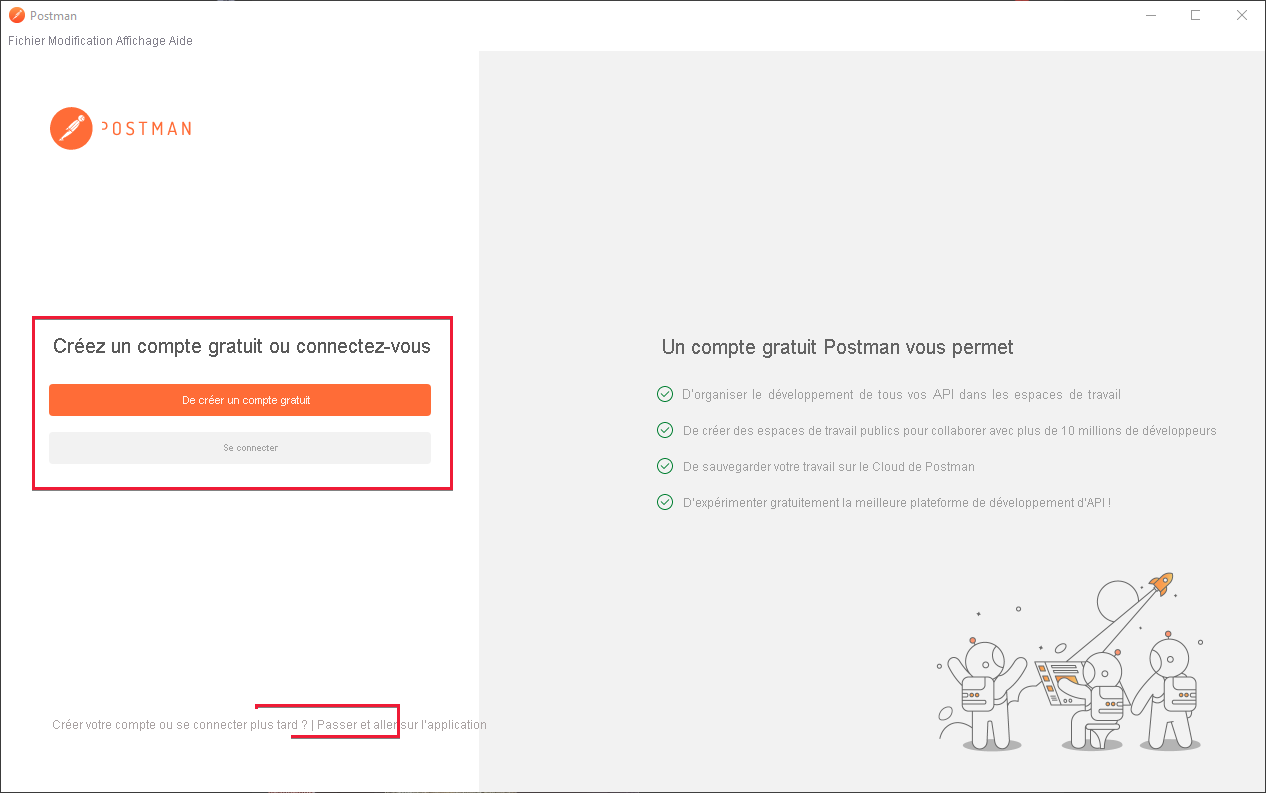 Postman
Fichier Modification Affichage Aide
POSTMAN
Créez un compte gratuit ou connectez-vous
De créer un compte gratuit
Se connecter
Créer votre compte ou se connecter plus tard ? | Passer et aller sur l'application
Un compte gratuit Postman vous permet
D'organiser le développement de tous vos API dans les espaces de travail
De créer des espaces de travail publics pour collaborer avec plus de 10 millions de développeurs
De sauvegarder votre travail sur le Cloud de Postman
D'expérimenter gratuitement la meilleure plateforme de développement d'API !